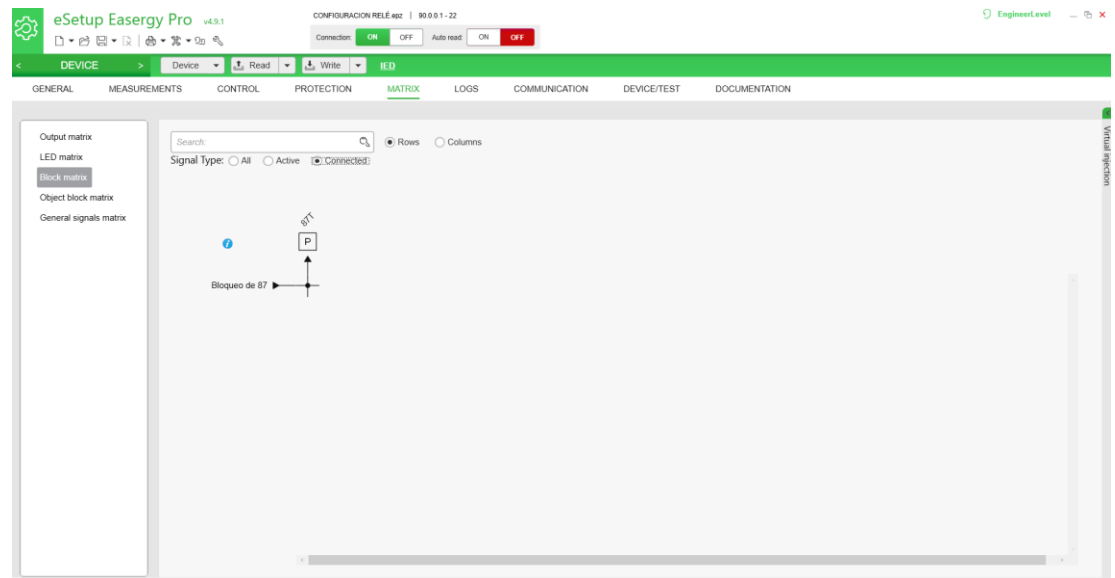 eSetup Easergy Pro v4.9.1
CONFIGURACION RELÉ.epz | 90.0.0.1 - 22
EngineerLevel
Connection: ON OFF Auto read: ON OFF
< DEVICE > Device Read Write IED
GENERAL MEASUREMENTS CONTROL PROTECTION MATRIX LOGS COMMUNICATION DEVICE/TEST DOCUMENTATION
Output matrix
LED matrix
Block matrix
Object block matrix
General signals matrix
Search: Rows Columns
Signal Type: All Active Connected
87T
P
Bloqueo de 87
Virtual injection